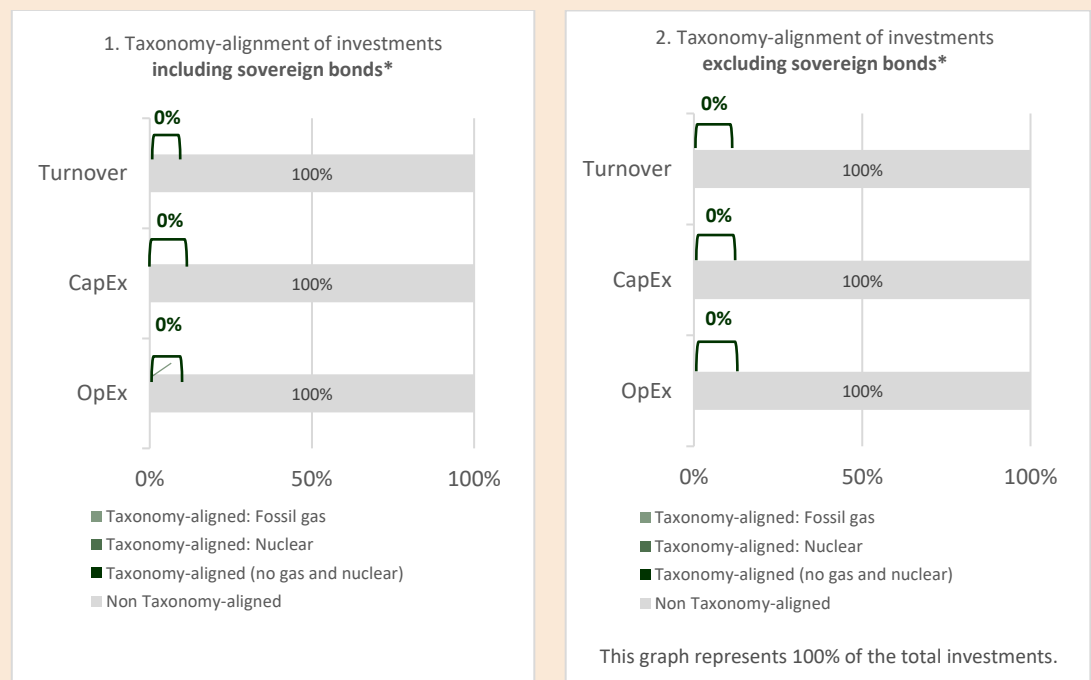 1. Taxonomy-alignment of investments
including sovereign bonds*
0%
Turnover
100%
0%
CapEx
100%
0%
OpEx
100%
0%
50%
100%
Taxonomy-aligned: Fossil gas
Taxonomy-aligned: Nuclear
Taxonomy-aligned (no gas and nuclear)
Non Taxonomy-aligned
2. Taxonomy-alignment of investments
excluding sovereign bonds*
0%
Turnover
100%
0%
CapEx
100%
0%
OpEx
100%
0%
50%
100%
Taxonomy-aligned: Fossil gas
Taxonomy-aligned: Nuclear
Taxonomy-aligned (no gas and nuclear)
Non Taxonomy-aligned
This graph represents 100% of the total investments.